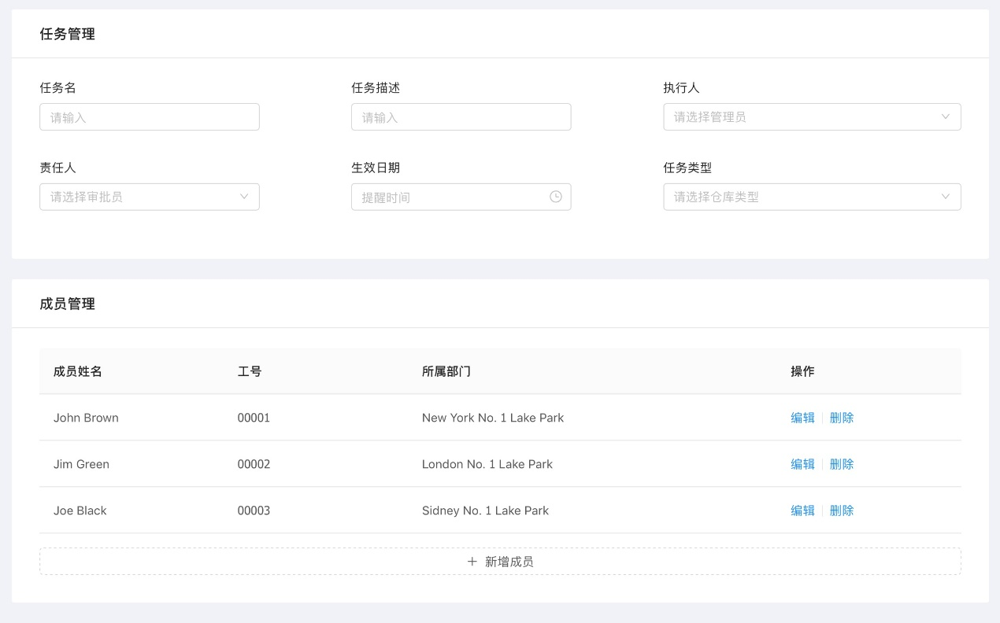 任务管理
任务名 任务描述 执行人
请输入 请输入 请选择管理员
责任人 生效日期 任务类型
请选择审批员 提醒时间 请选择仓库类型
成员管理
成员姓名 工号 所属部门 操作
John Brown 00001 New York No. 1 Lake Park 编辑 删除
Jim Green 00002 London No. 1 Lake Park 编辑 删除
Joe Black 00003 Sidney No. 1 Lake Park 编辑 删除
+ 新增成员